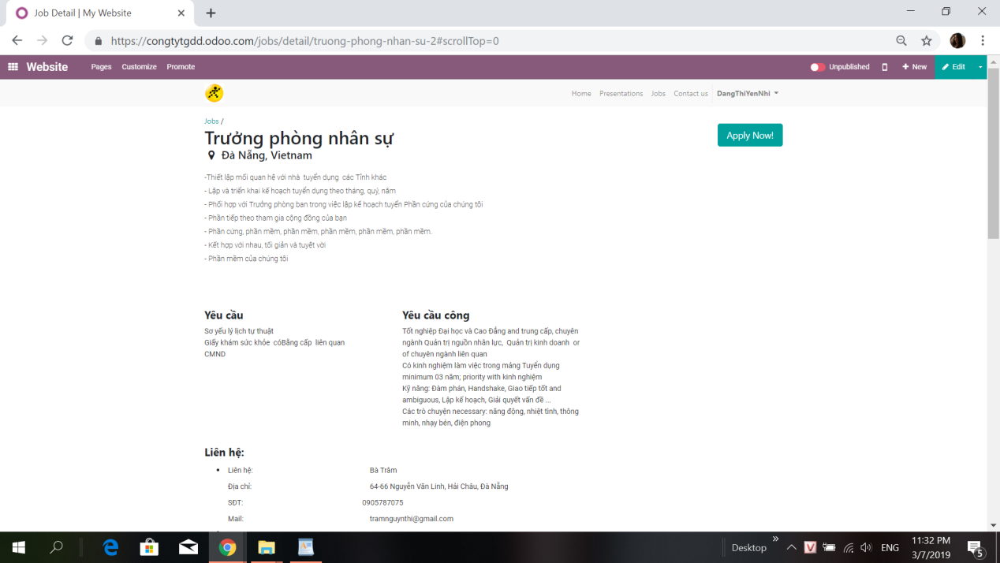 Job Detail | My Website
https://congtytgdd.odoo.com/jobs/detail/truong-phong-nhan-su-2#scrollTop=0
Website Pages Customize Promote Unpublished New Edit
Home Presentations Jobs Contact us DangThiYenNhi
Jobs /
Trưởng phòng nhân sự
Đà Nẵng, Vietnam
Apply Now!
-Thiết lập mối quan hệ với nhà tuyển dụng các Tỉnh khác
- Lập và triển khai kế hoạch tuyển dụng theo tháng, quý, năm
- Phối hợp với Trưởng phòng ban trong việc lập kế hoạch tuyển Phần cứng của chúng tôi
- Phần tiếp theo tham gia cộng đồng của bạn
- Phần cứng, phần mềm, phần mềm, phần mềm, phần mềm, phần mềm.
- Kết hợp với nhau, tối giản và tuyệt vời
- Phần mềm của chúng tôi
Yêu cầu
Sơ yếu lý lịch tự thuật
Giấy khám sức khỏe cóBằng cấp liên quan
CMND
Yêu cầu công
Tốt nghiệp Đại học và Cao Đẳng and trung cấp, chuyên
ngành Quản trị nguồn nhân lực, Quản trị kinh doanh or
of chuyên ngành liên quan
Có kinh nghiệm làm việc trong mảng Tuyển dụng
minimum 03 năm; priority with kinh nghiệm
Kỹ năng: Đàm phán, Handshake, Giao tiếp tốt and
ambiguous, Lập kế hoạch, Giải quyết vấn đề ...
Các trò chuyện necessary: năng động, nhiệt tình, thông
minh, nhạy bén, điện phong
Liên hệ:
Liên hệ: Bà Trâm
Địa chỉ: 64-66 Nguyễn Văn Linh, Hải Châu, Đà Nẵng
SĐT: 0905787075
Mail: tramnguynthi@gmail.com
Desktop ENG 11:32 PM
3/7/2019
5